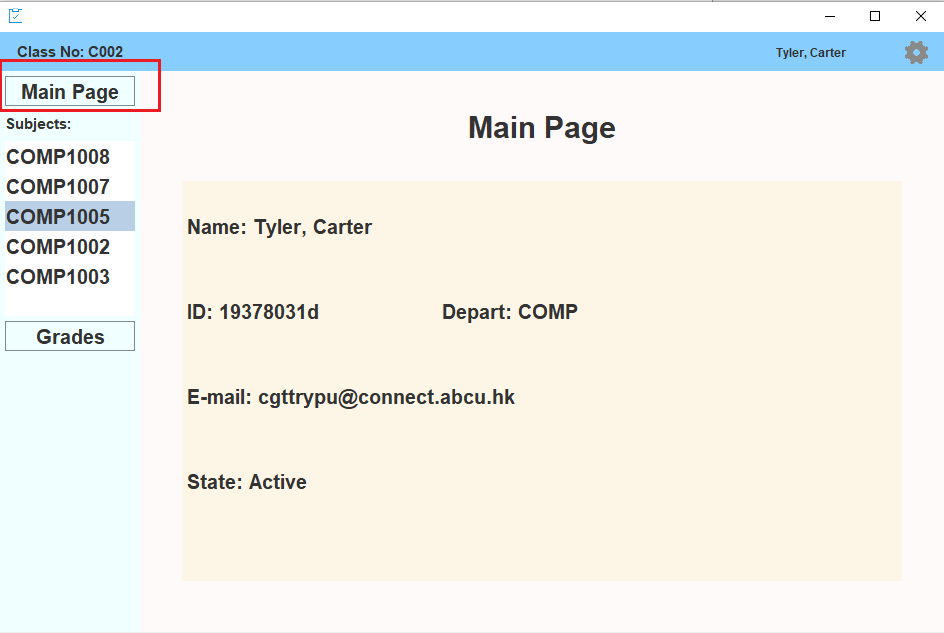 Class No: C002
Tyler, Carter
Main Page
Subjects:
COMP1008
COMP1007
COMP1005
COMP1002
COMP1003
Grades
Main Page
Name: Tyler, Carter
ID: 19378031d Depart: COMP
E-mail: cgttrypu@connect.abcu.hk
State: Active